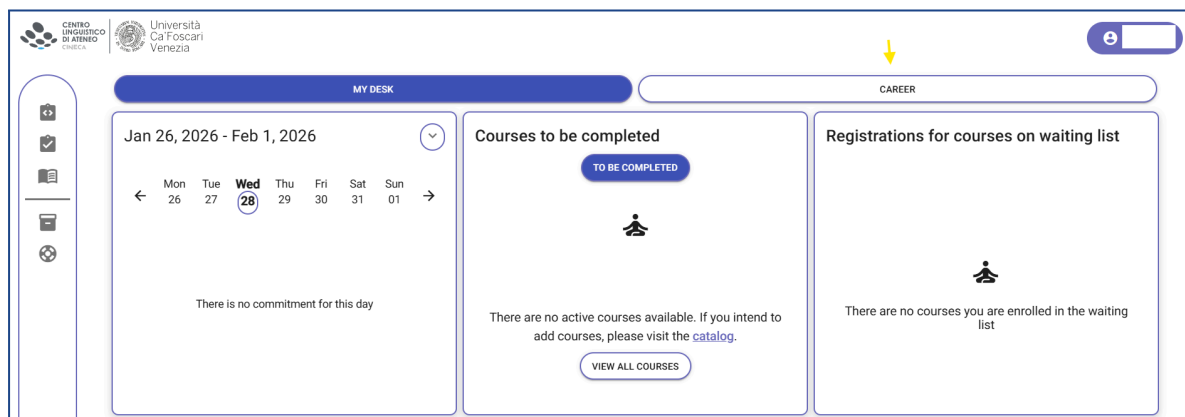 CENTRO
LINGUISTICO
DI ATENEO
CINECA
Università
Ca'Foscari
Venezia
MY DESK
CAREER
Jan 26, 2026 - Feb 1, 2026
Mon Tue Wed Thu Fri Sat Sun
26 27 28 29 30 31 01
There is no commitment for this day
Courses to be completed
TO BE COMPLETED
There are no active courses available. If you intend to
add courses, please visit the catalog.
VIEW ALL COURSES
Registrations for courses on waiting list
There are no courses you are enrolled in the waiting
list